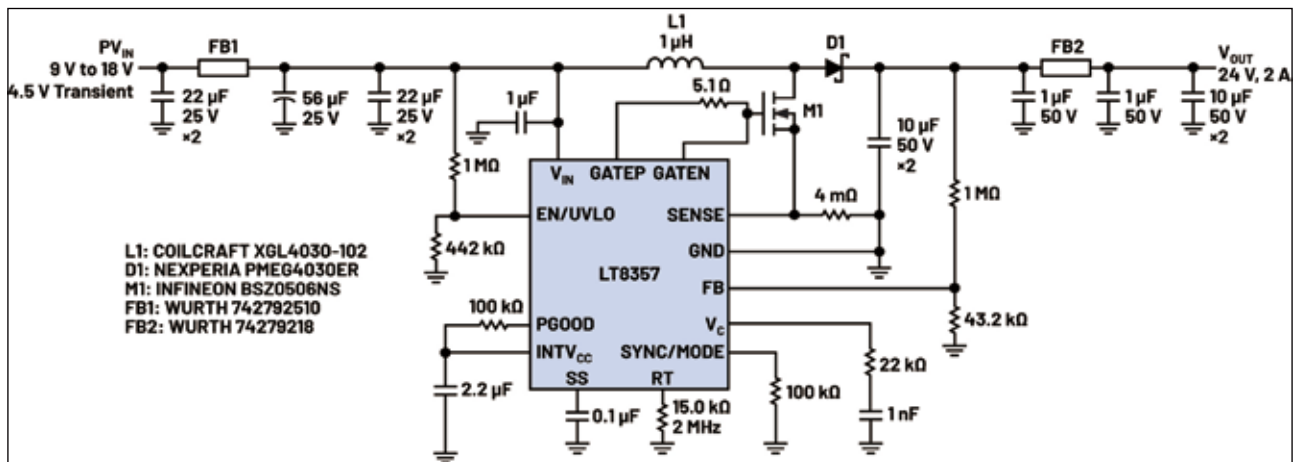 L1
1 µH
PV_IN
9 V to 18 V
4.5 V Transient
FB1
D1
FB2
V_OUT
24 V, 2 A
22 µF
25 V
×2
56 µF
25 V
22 µF
25 V
×2
1 µF
5.1 Ω
M1
10 µF
50 V
×2
1 µF
50 V
1 µF
50 V
10 µF
50 V
×2
1 MΩ
V_IN
GATEP
GATEN
1 MΩ
EN/UVLO
SENSE
4 mΩ
442 kΩ
GND
L1: COILCRAFT XGL4030-102
D1: NEXPERIA PMEG4030ER
M1: INFINEON BSZ0506NS
FB1: WURTH 742792510
FB2: WURTH 74279218
LT8357
FB
43.2 kΩ
100 kΩ
PGOOD
V_C
INTV_CC
SYNC/MODE
22 kΩ
2.2 µF
SS
RT
100 kΩ
1 nF
0.1 µF
15.0 kΩ
2 MHz